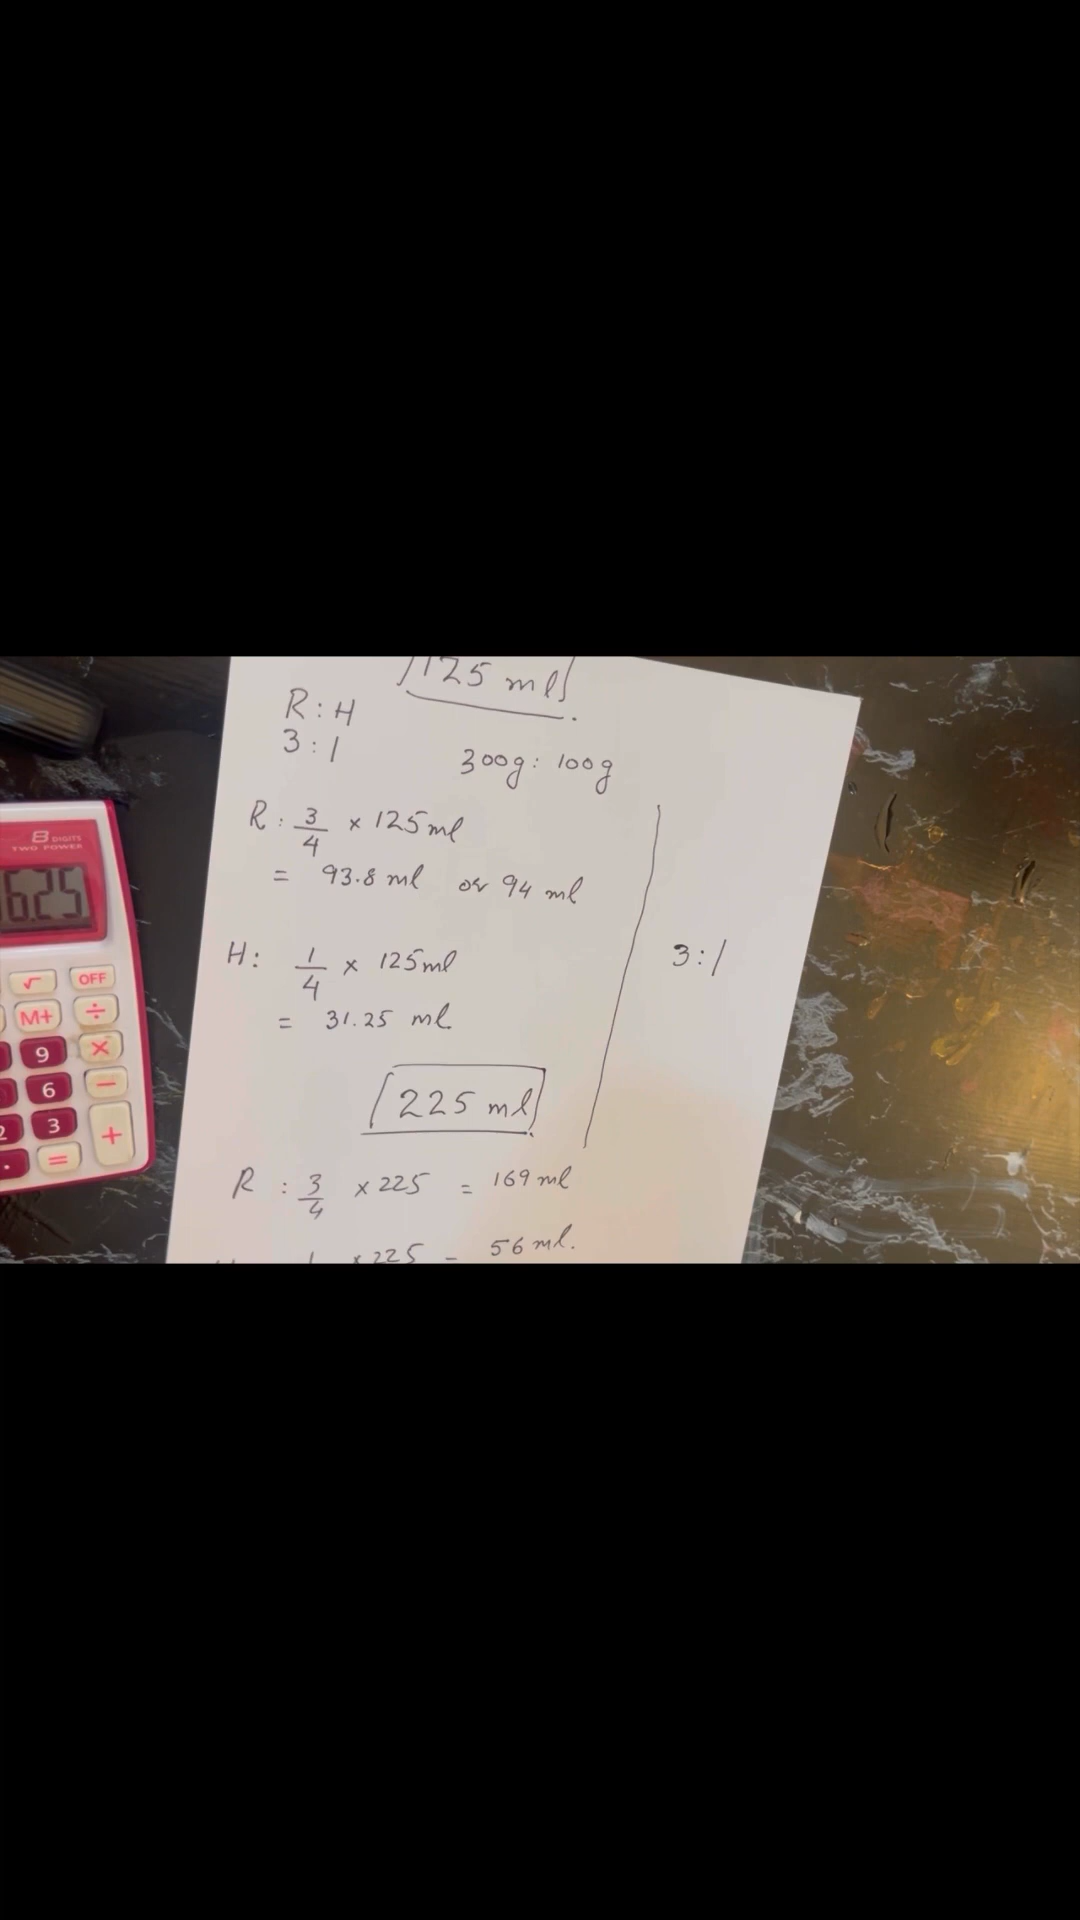 125 ml
R:H
3:1
300g: 100g
R: 3/4 × 125ml
= 93.8 ml or 94 ml
H: 1/4 × 125ml
= 31.25 ml
3:1
225 ml
R : 3/4 × 225 = 169 ml
× 225 = 56 ml.
8 DIGITS
TWO POWER
6.25
√ OFF
M+ ÷
9 ×
6 −
2 3 +
. =